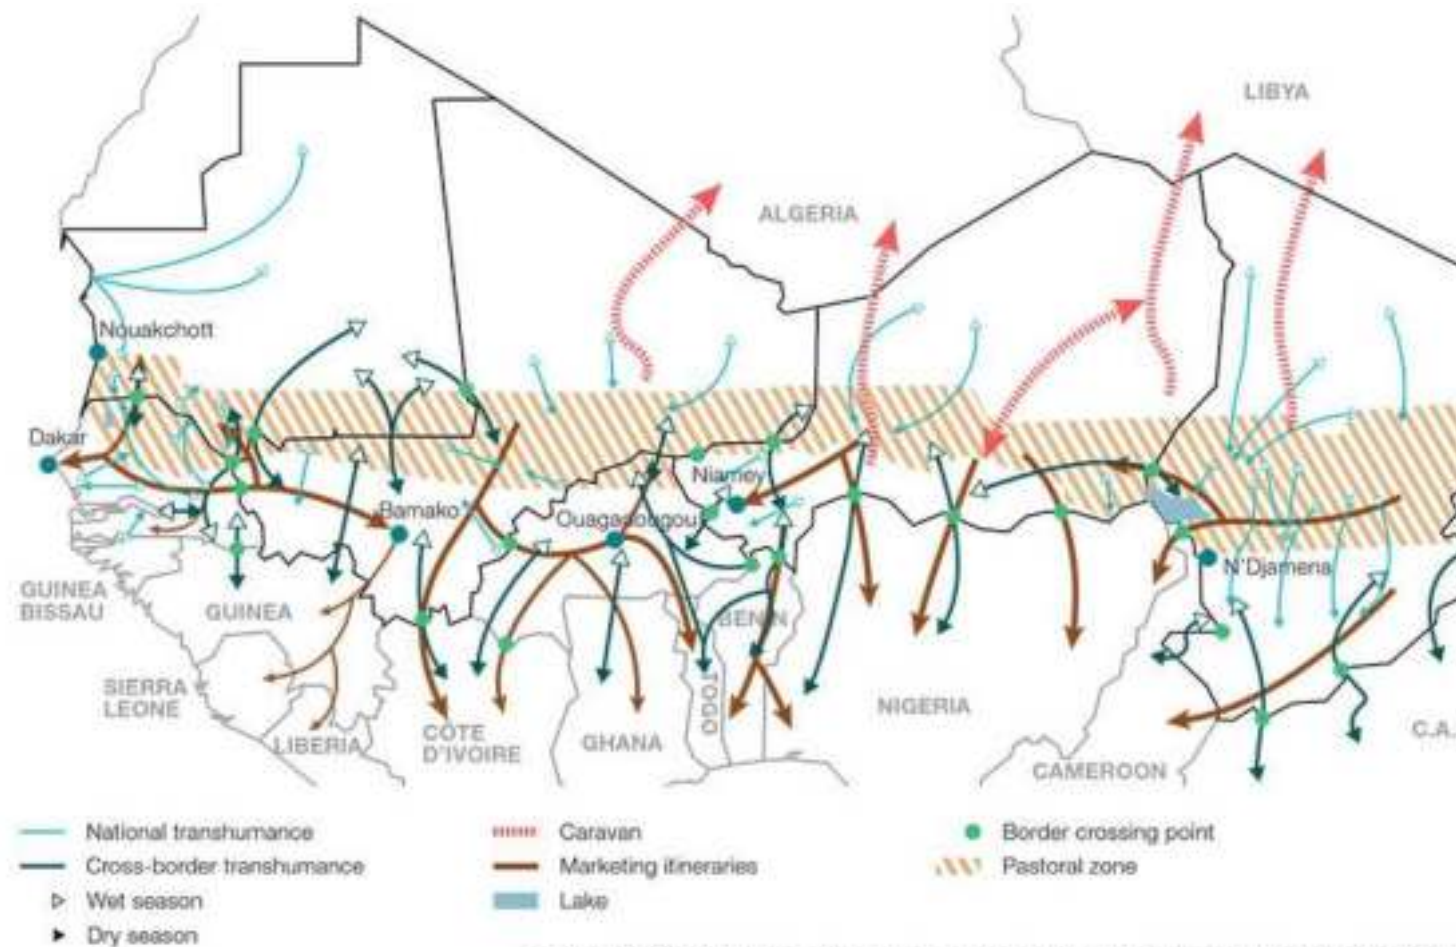 LIBYA
ALGERIA
Nouakchott
Dakar
Niamey
Bamako
Ouagadougou
N'Djamena
GUINEA
BISSAU
GUINEA
BENIN
SIERRA
LEONE
TOGO
NIGERIA
LIBERIA
CÔTE
D'IVOIRE
GHANA
CAMEROON
C.A.
National transhumance
Cross-border transhumance
Wet season
Dry season
Caravan
Marketing itineraries
Lake
Border crossing point
Pastoral zone